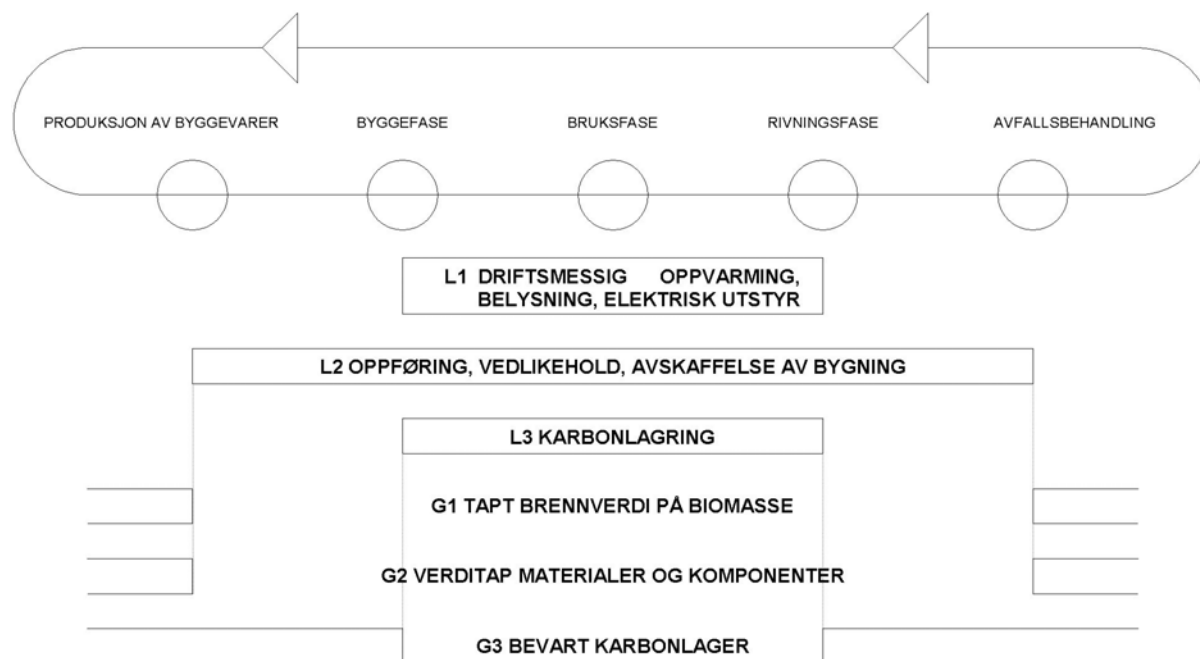 PRODUKSJON AV BYGGEVARER BYGGEFASE BRUKSFASE RIVNINGSFASE AVFALLSBEHANDLING
L1 DRIFTSMESSIG OPPVARMING,
BELYSNING, ELEKTRISK UTSTYR
L2 OPPFØRING, VEDLIKEHOLD, AVSKAFFELSE AV BYGNING
L3 KARBONLAGRING
G1 TAPT BRENNVERDI PÅ BIOMASSE
G2 VERDITAP MATERIALER OG KOMPONENTER
G3 BEVART KARBONLAGER